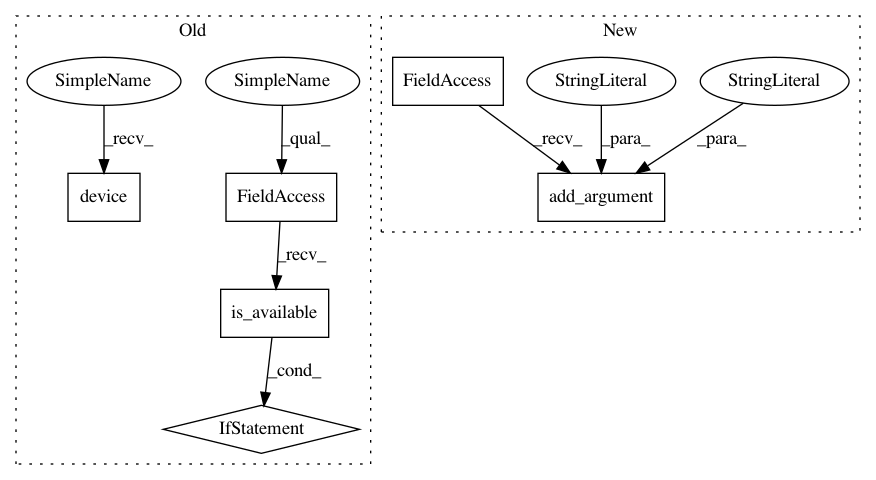 Old
New
SimpleName
SimpleName
FieldAccess
StringLiteral
StringLiteral
_recv_
_qual_
_recv_
_para_
_para_
device
FieldAccess
add_argument
_recv_
is_available
_cond_
IfStatement